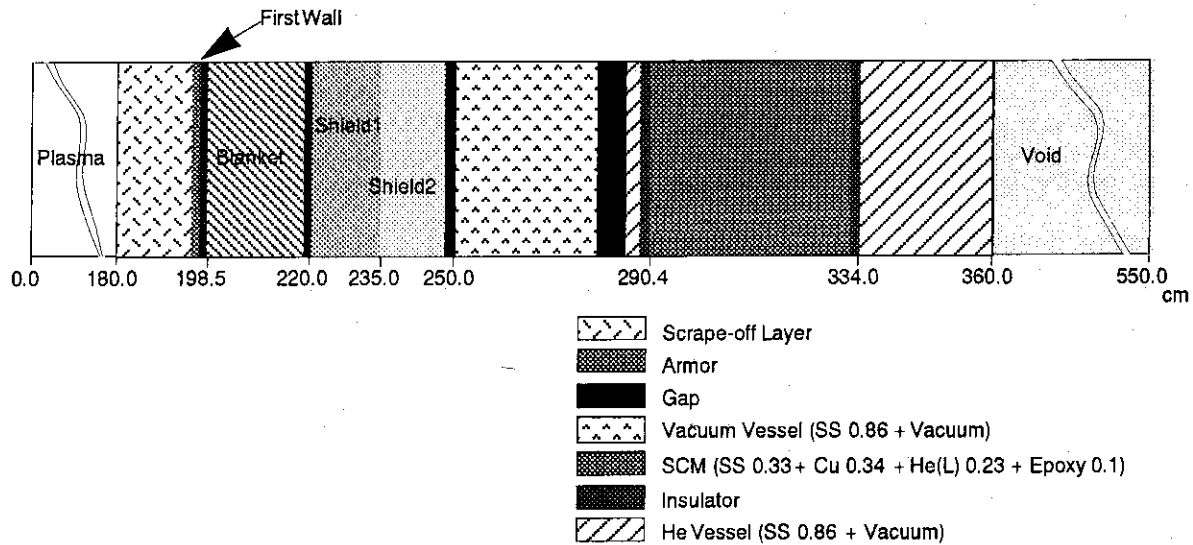 First Wall
Shield1
Plasma
Blanket
Void
Shield2
0.0 180.0 198.5 220.0 235.0 250.0 290.4 334.0 360.0 550.0
cm
Scrape-off Layer
Armor
Gap
Vacuum Vessel (SS 0.86 + Vacuum)
SCM (SS 0.33 + Cu 0.34 + He(L) 0.23 + Epoxy 0.1)
Insulator
He Vessel (SS 0.86 + Vacuum)